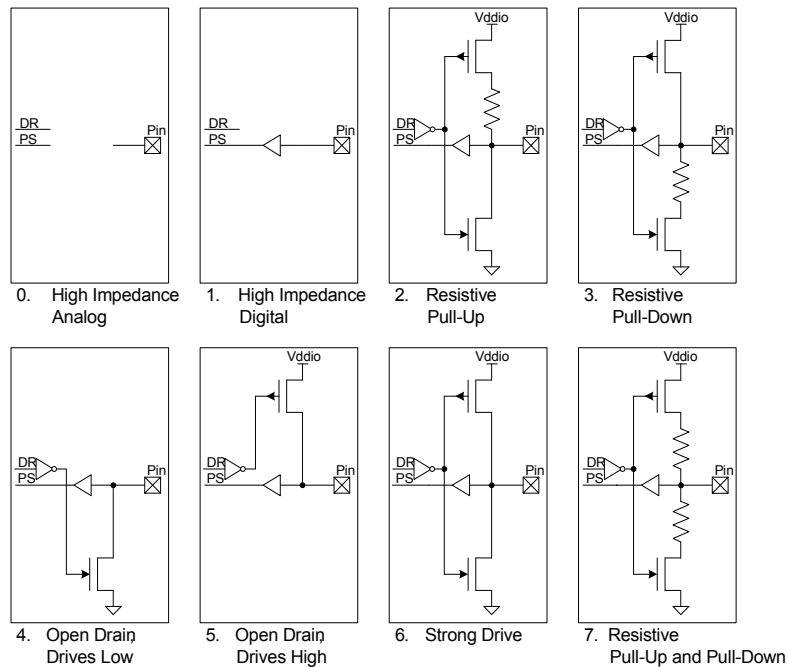 Vddio Vddio
DR Pin DR Pin DR Pin DR Pin
PS PS PS PS
0. High Impedance 1. High Impedance 2. Resistive 3. Resistive
Analog Digital Pull-Up Pull-Down
Vddio Vddio Vddio
DR Pin DR Pin DR Pin DR Pin
PS PS PS PS
4. Open Drain, 5. Open Drain, 6. Strong Drive 7. Resistive
Drives Low Drives High Pull-Up and Pull-Down